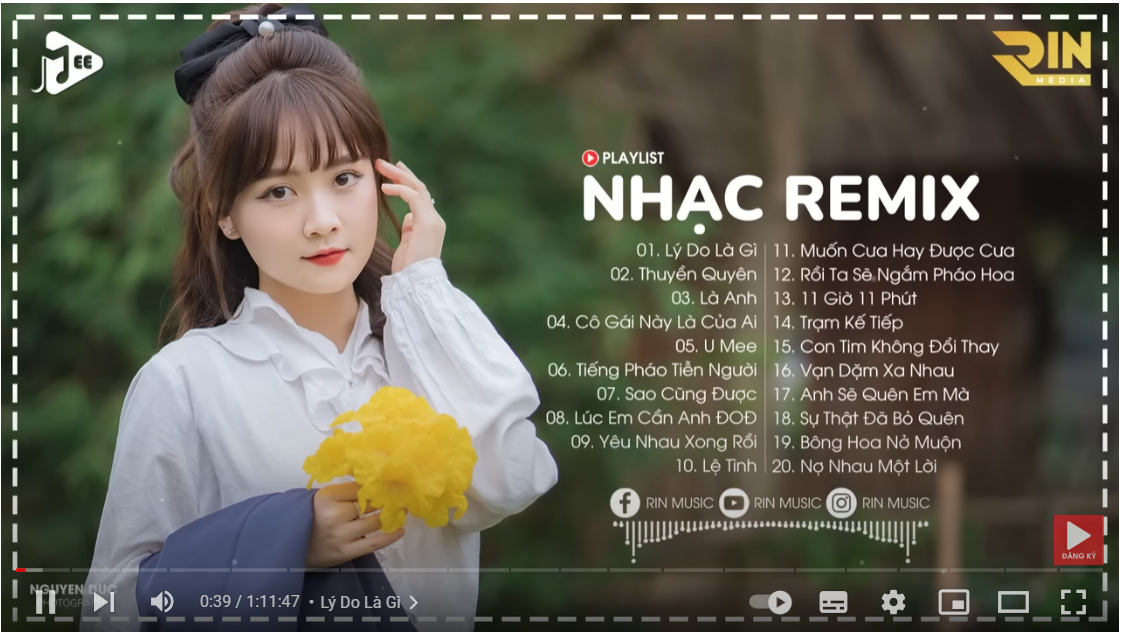 EE
RIN
MEDIA
PLAYLIST
NHẠC REMIX
01. Lý Do Là Gì
02. Thuyền Quyên
03. Là Anh
04. Cô Gái Này Là Của Ai
05. U Mee
06. Tiếng Pháo Tiễn Người
07. Sao Cũng Được
08. Lúc Em Cần Anh ĐOĐ
09. Yêu Nhau Xong Rồi
10. Lệ Tình
11. Muốn Cưa Hay Được Cưa
12. Rồi Ta Sẽ Ngắm Pháo Hoa
13. 11 Giờ 11 Phút
14. Trạm Kế Tiếp
15. Con Tim Không Đổi Thay
16. Vạn Dặm Xa Nhau
17. Anh Sẽ Quên Em Mà
18. Sự Thật Đã Bỏ Quên
19. Bông Hoa Nở Muộn
20. Nợ Nhau Một Lời
RIN MUSIC RIN MUSIC RIN MUSIC
ĐĂNG KÝ
NGUYEN DUC
0:39 / 1:11:47 • Lý Do Là Gì